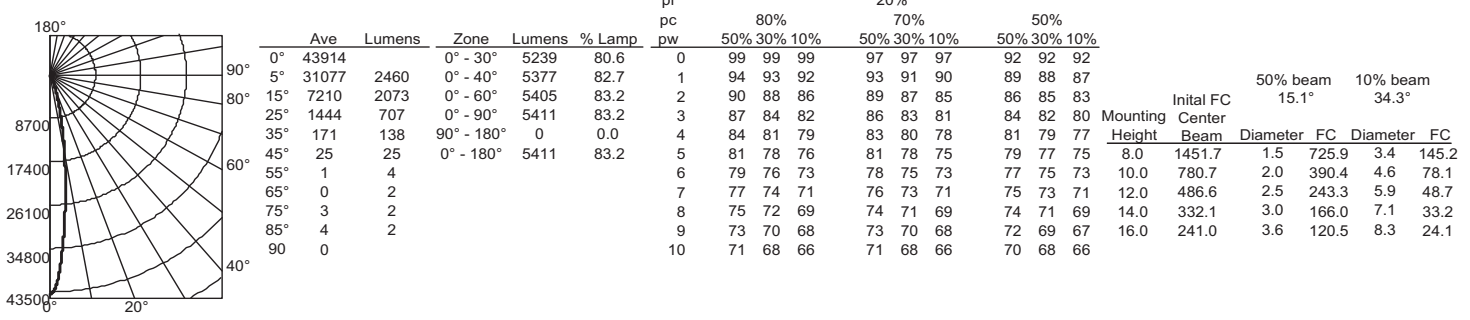 180°
90°
80°
60°
40°
8700
17400
26100
34800
43500
0° 20°
Ave Lumens
0° 43914
5° 31077 2460
15° 7210 2073
25° 1444 707
35° 171 138
45° 25 25
55° 1 4
65° 0 2
75° 3 2
85° 4 2
90 0
Zone Lumens % Lamp
0° - 30° 5239 80.6
0° - 40° 5377 82.7
0° - 60° 5405 83.2
0° - 90° 5411 83.2
90° - 180° 0 0.0
0° - 180° 5411 83.2
20%
pc 80% 70% 50%
pw 50% 30% 10% 50% 30% 10% 50% 30% 10%
0 99 99 99 97 97 97 92 92 92
1 94 93 92 93 91 90 89 88 87
2 90 88 86 89 87 85 86 85 83
3 87 84 82 86 83 81 84 82 80
4 84 81 79 83 80 78 81 79 77
5 81 78 76 81 78 75 79 77 75
6 79 76 73 78 75 73 77 75 73
7 77 74 71 76 73 71 75 73 71
8 75 72 69 74 71 69 74 71 69
9 73 70 68 73 70 68 72 69 67
10 71 68 66 71 68 66 70 68 66
50% beam 10% beam
15.1° 34.3°
Inital FC
Mounting Center
Height Beam Diameter FC Diameter FC
8.0 1451.7 1.5 725.9 3.4 145.2
10.0 780.7 2.0 390.4 4.6 78.1
12.0 486.6 2.5 243.3 5.9 48.7
14.0 332.1 3.0 166.0 7.1 33.2
16.0 241.0 3.6 120.5 8.3 24.1